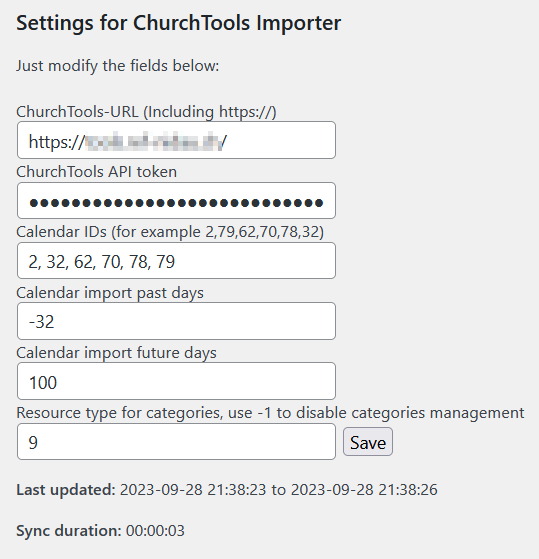 Settings for ChurchTools Importer
Just modify the fields below:
ChurchTools-URL (Including https://)
https:// /
ChurchTools API token
●●●●●●●●●●●●●●●●●●●●●●●●●●●●
Calendar IDs (for example 2,79,62,70,78,32)
2, 32, 62, 70, 78, 79
Calendar import past days
-32
Calendar import future days
100
Resource type for categories, use -1 to disable categories management
9 Save
Last updated: 2023-09-28 21:38:23 to 2023-09-28 21:38:26
Sync duration: 00:00:03